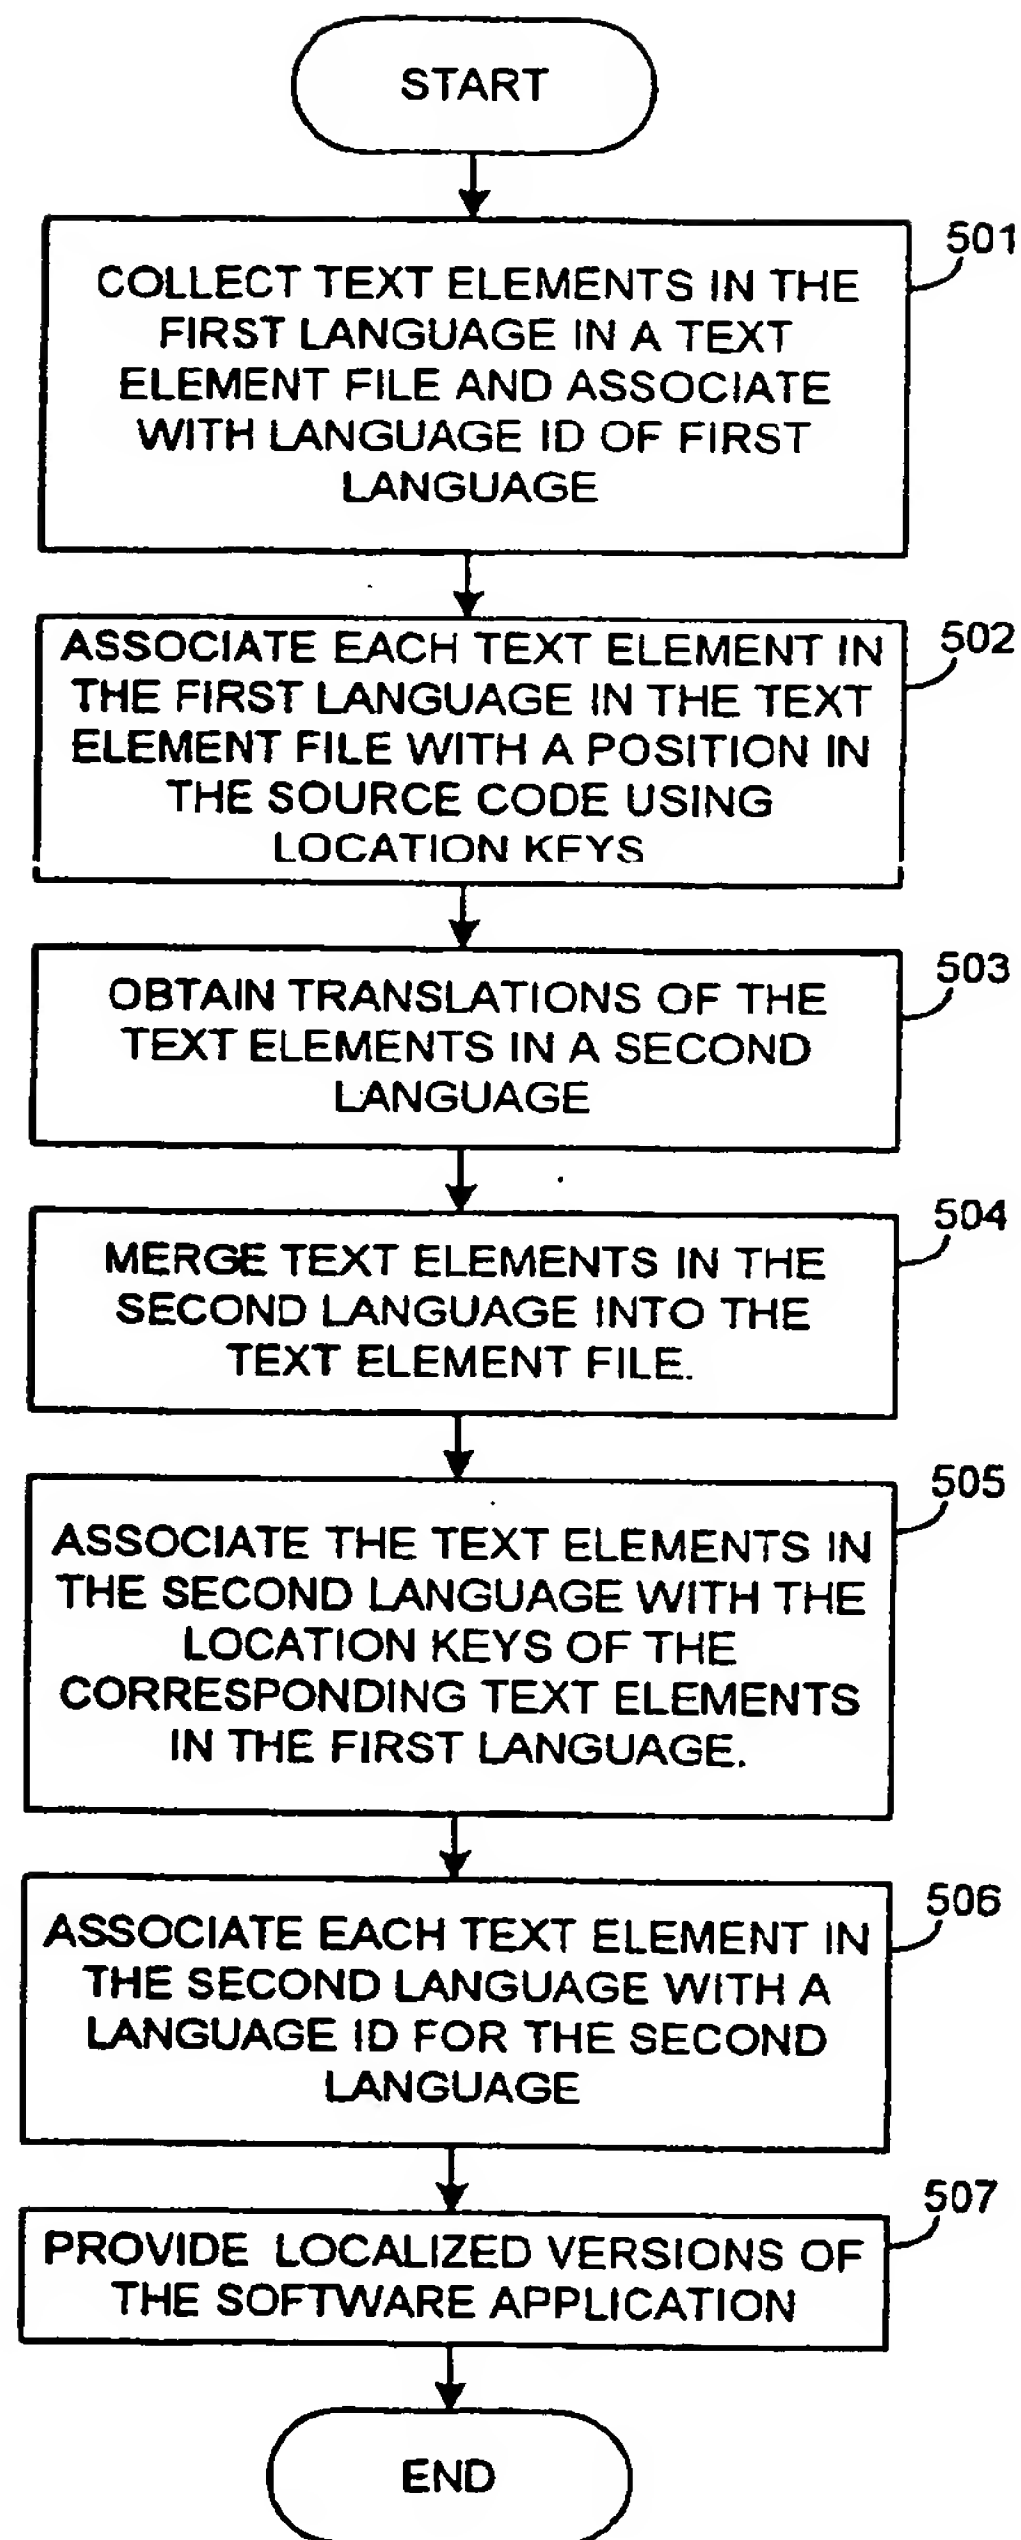 START
501
COLLECT TEXT ELEMENTS IN THE
FIRST LANGUAGE IN A TEXT
ELEMENT FILE AND ASSOCIATE
WITH LANGUAGE ID OF FIRST
LANGUAGE
502
ASSOCIATE EACH TEXT ELEMENT IN
THE FIRST LANGUAGE IN THE TEXT
ELEMENT FILE WITH A POSITION IN
THE SOURCE CODE USING
LOCATION KEYS
503
OBTAIN TRANSLATIONS OF THE
TEXT ELEMENTS IN A SECOND
LANGUAGE
504
MERGE TEXT ELEMENTS IN THE
SECOND LANGUAGE INTO THE
TEXT ELEMENT FILE.
505
ASSOCIATE THE TEXT ELEMENTS IN
THE SECOND LANGUAGE WITH THE
LOCATION KEYS OF THE
CORRESPONDING TEXT ELEMENTS
IN THE FIRST LANGUAGE.
506
ASSOCIATE EACH TEXT ELEMENT IN
THE SECOND LANGUAGE WITH A
LANGUAGE ID FOR THE SECOND
LANGUAGE
507
PROVIDE LOCALIZED VERSIONS OF
THE SOFTWARE APPLICATION
END